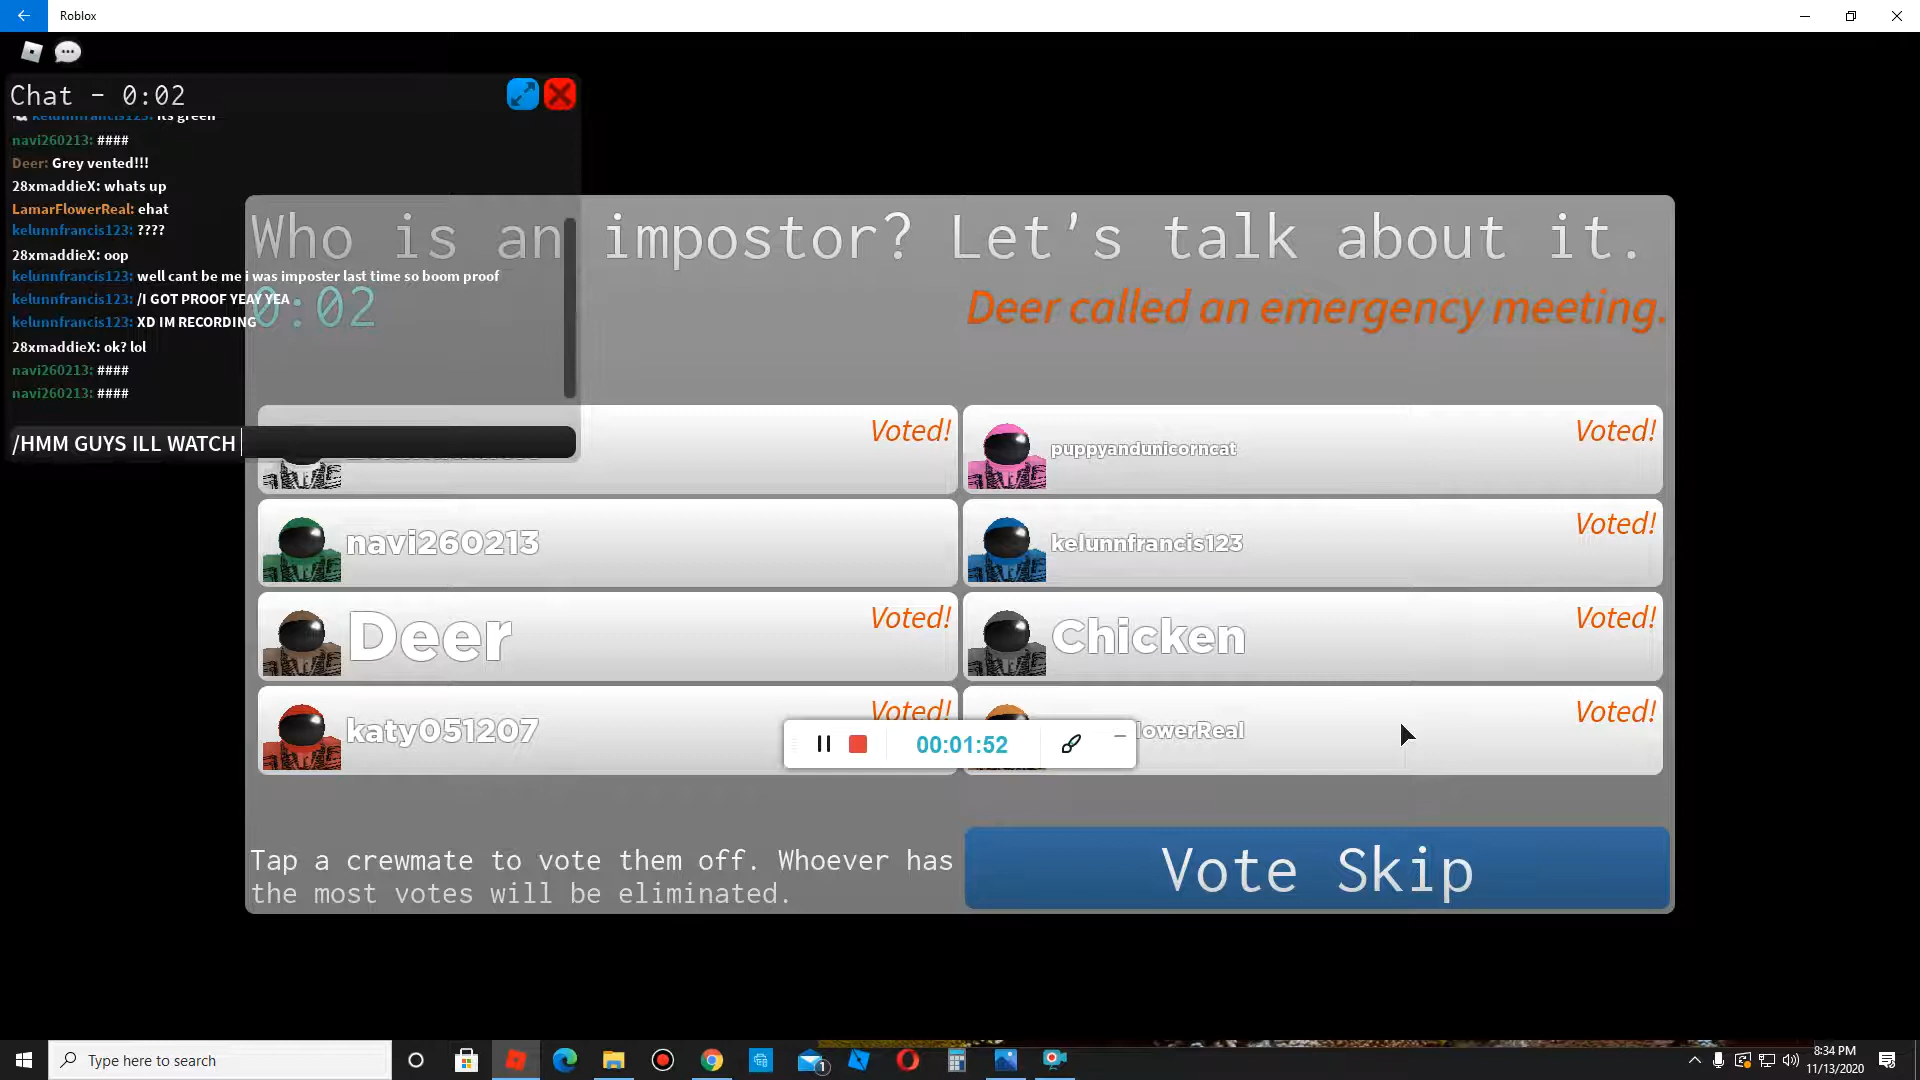 Roblox
Chat - 0:02
kelunnfrancis123: its green
navi260213: ####
Deer: Grey vented!!!
28xmaddieX: whats up
LamarFlowerReal: ehat
kelunnfrancis123: ????
28xmaddieX: oop
kelunnfrancis123: well cant be me i was imposter last time so boom proof
kelunnfrancis123: /I GOT PROOF YEAY YEA
kelunnfrancis123: XD IM RECORDING
28xmaddieX: ok? lol
navi260213: ####
navi260213: ####
/HMM GUYS ILL WATCH
Who is an impostor? Let's talk about it.
0:02
Deer called an emergency meeting.
Voted!
puppyandunicorncat
Voted!
navi260213
kelunnfrancis123
Voted!
Deer
Voted!
Chicken
Voted!
katy051207
Voted!
lowerReal
Voted!
00:01:52
Tap a crewmate to vote them off. Whoever has
the most votes will be eliminated.
Vote Skip
Type here to search
1
8:34 PM
11/13/2020